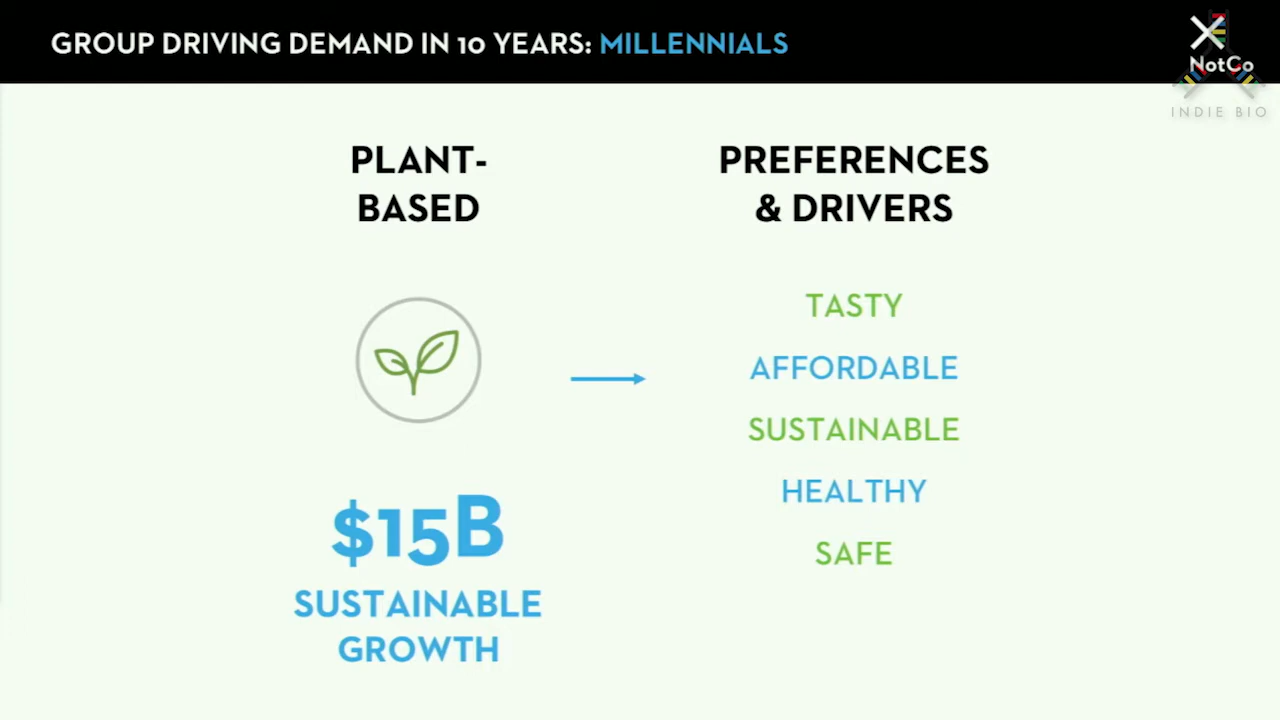 GROUP DRIVING DEMAND IN 10 YEARS: MILLENNIALS
NotCo
INDIE BIO
PLANT-
BASED
$15B
SUSTAINABLE
GROWTH
PREFERENCES
& DRIVERS
TASTY
AFFORDABLE
SUSTAINABLE
HEALTHY
SAFE